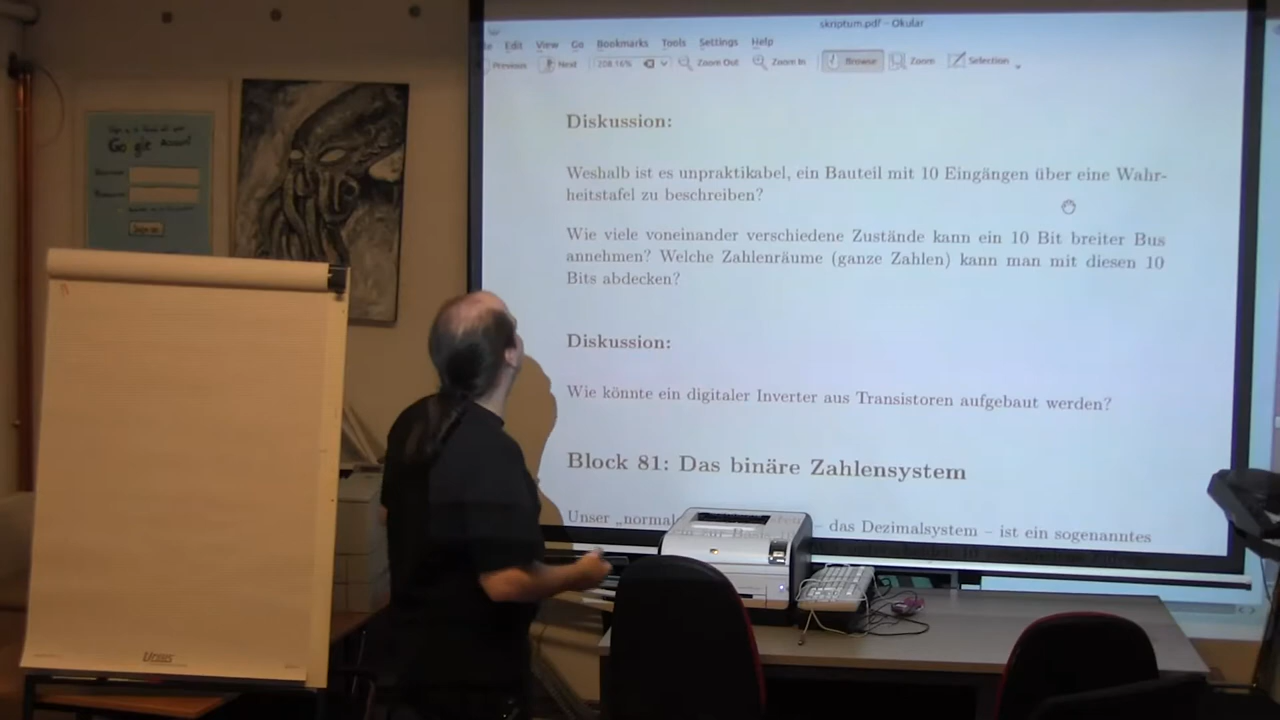 skriptum.pdf – Okular
Edit View Go Bookmarks Tools Settings Help
Previous Next 208.16% Zoom Out Zoom In Browse Zoom Selection
Google Account
Diskussion:
Weshalb ist es unpraktikabel, ein Bauteil mit 10 Eingängen über eine Wahr-
heitstafel zu beschreiben?
Wie viele voneinander verschiedene Zustände kann ein 10 Bit breiter Bus
annehmen? Welche Zahlenräume (ganze Zahlen) kann man mit diesen 10
Bits abdecken?
Diskussion:
Wie könnte ein digitaler Inverter aus Transistoren aufgebaut werden?
Block 81: Das binäre Zahlensystem
Unser „normal – das Dezimalsystem – ist ein sogenanntes